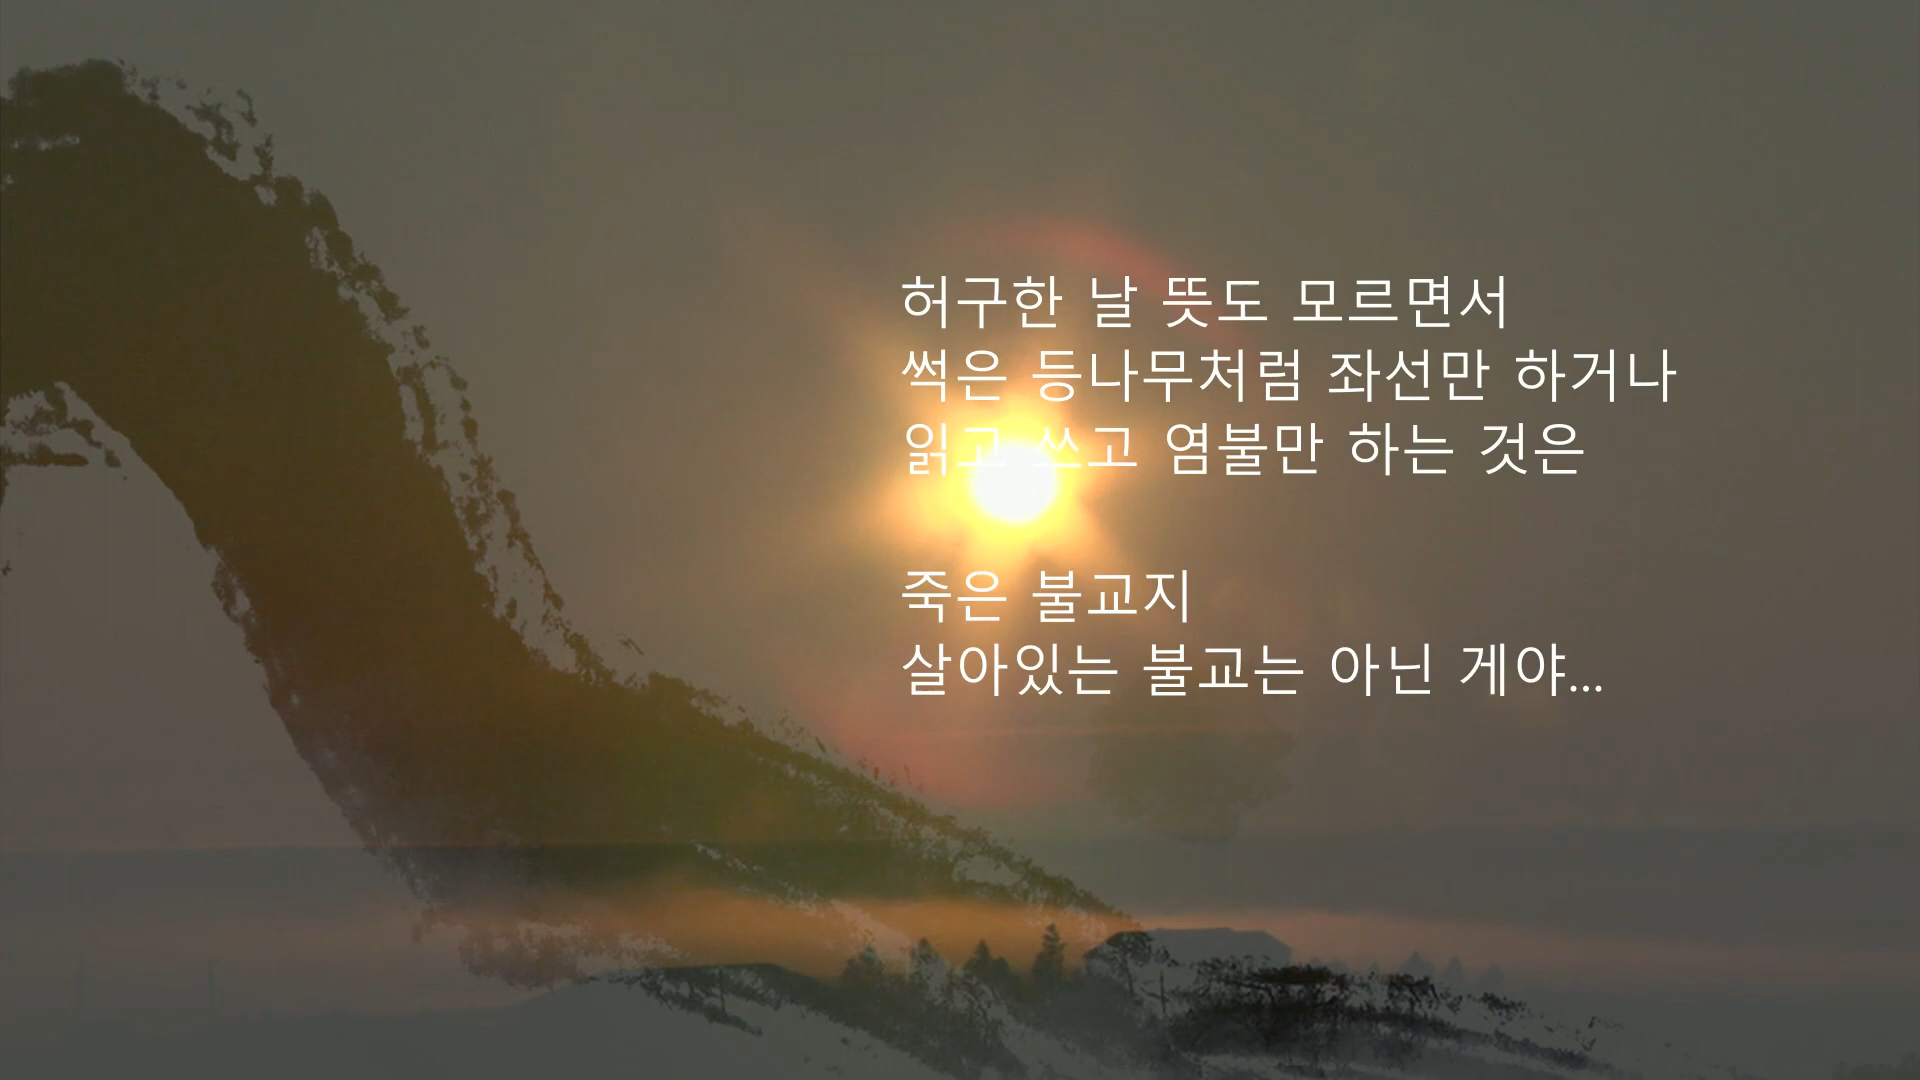 허구한 날 뜻도 모르면서
썩은 등나무처럼 좌선만 하거나
읽고 쓰고 염불만 하는 것은
죽은 불교지
살아있는 불교는 아닌 게야...